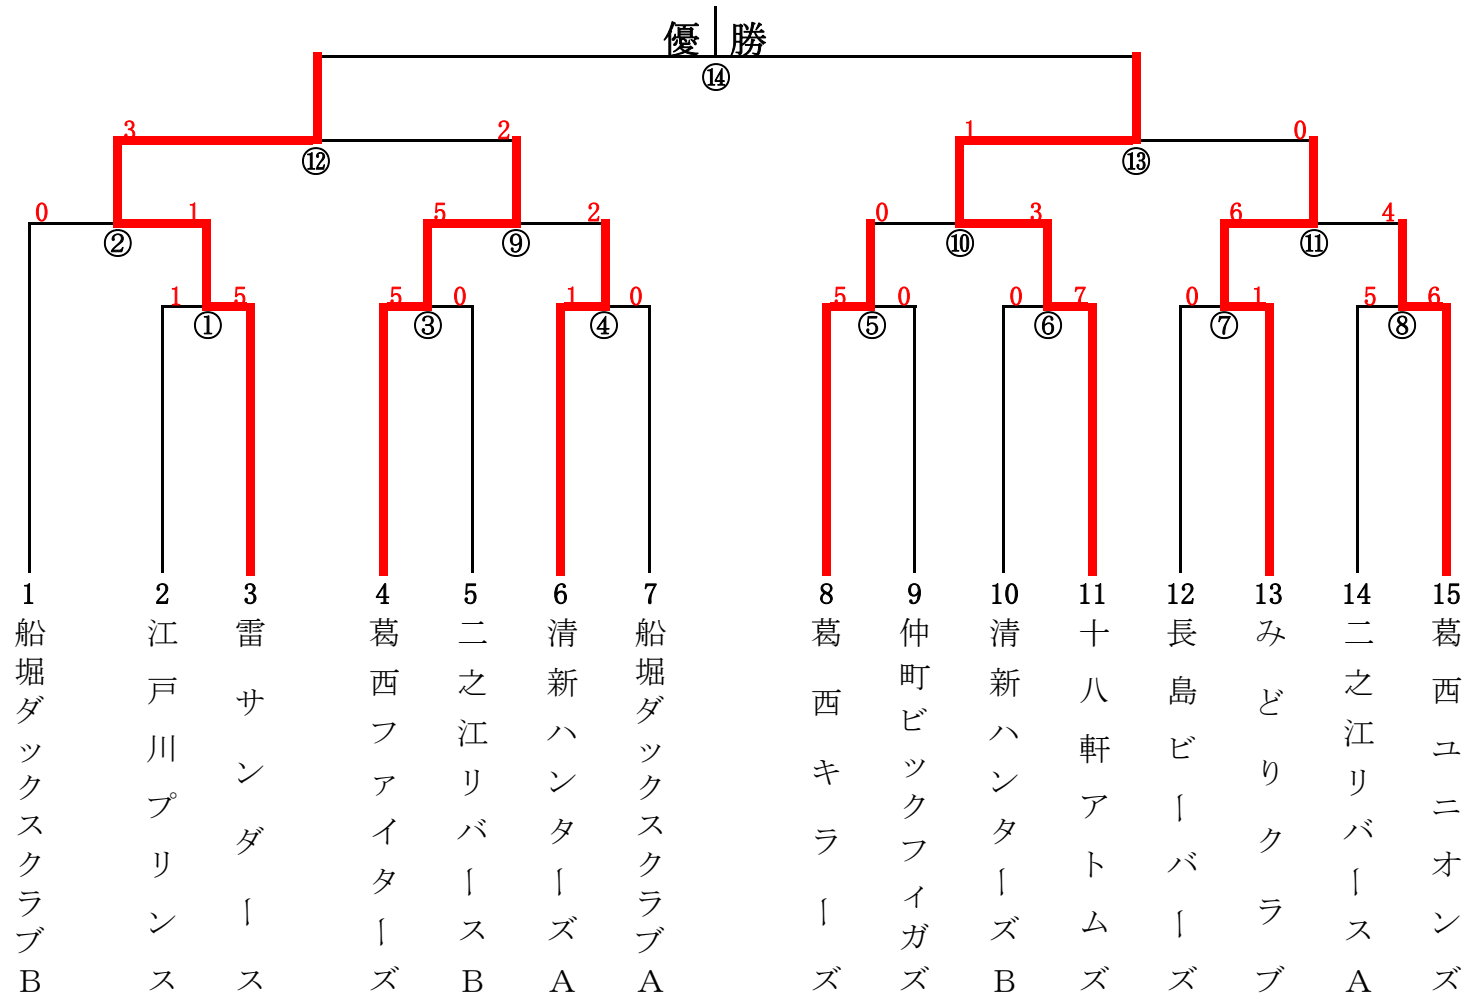 優勝
⑭
3 2 1 0
⑫ ⑬
0 1 5 2 0 3 6 4
② ⑨ ⑩ ⑪
1 5 5 0 1 0 5 0 0 7 0 1 5 6
① ③ ④ ⑤ ⑥ ⑦ ⑧
1 2 3 4 5 6 7 8 9 10 11 12 13 14 15
船堀ダックスクラブB
江戸川プリンス
雷サンダース
葛西ファイターズ
二之江リバースB
清新ハンターズA
船堀ダックスクラブA
葛西キラーズ
仲町ビックフィガズ
清新ハンターズB
十八軒アトムズ
長島ビーバーズ
みどりクラブ
二之江リバースA
葛西ユニオンズ